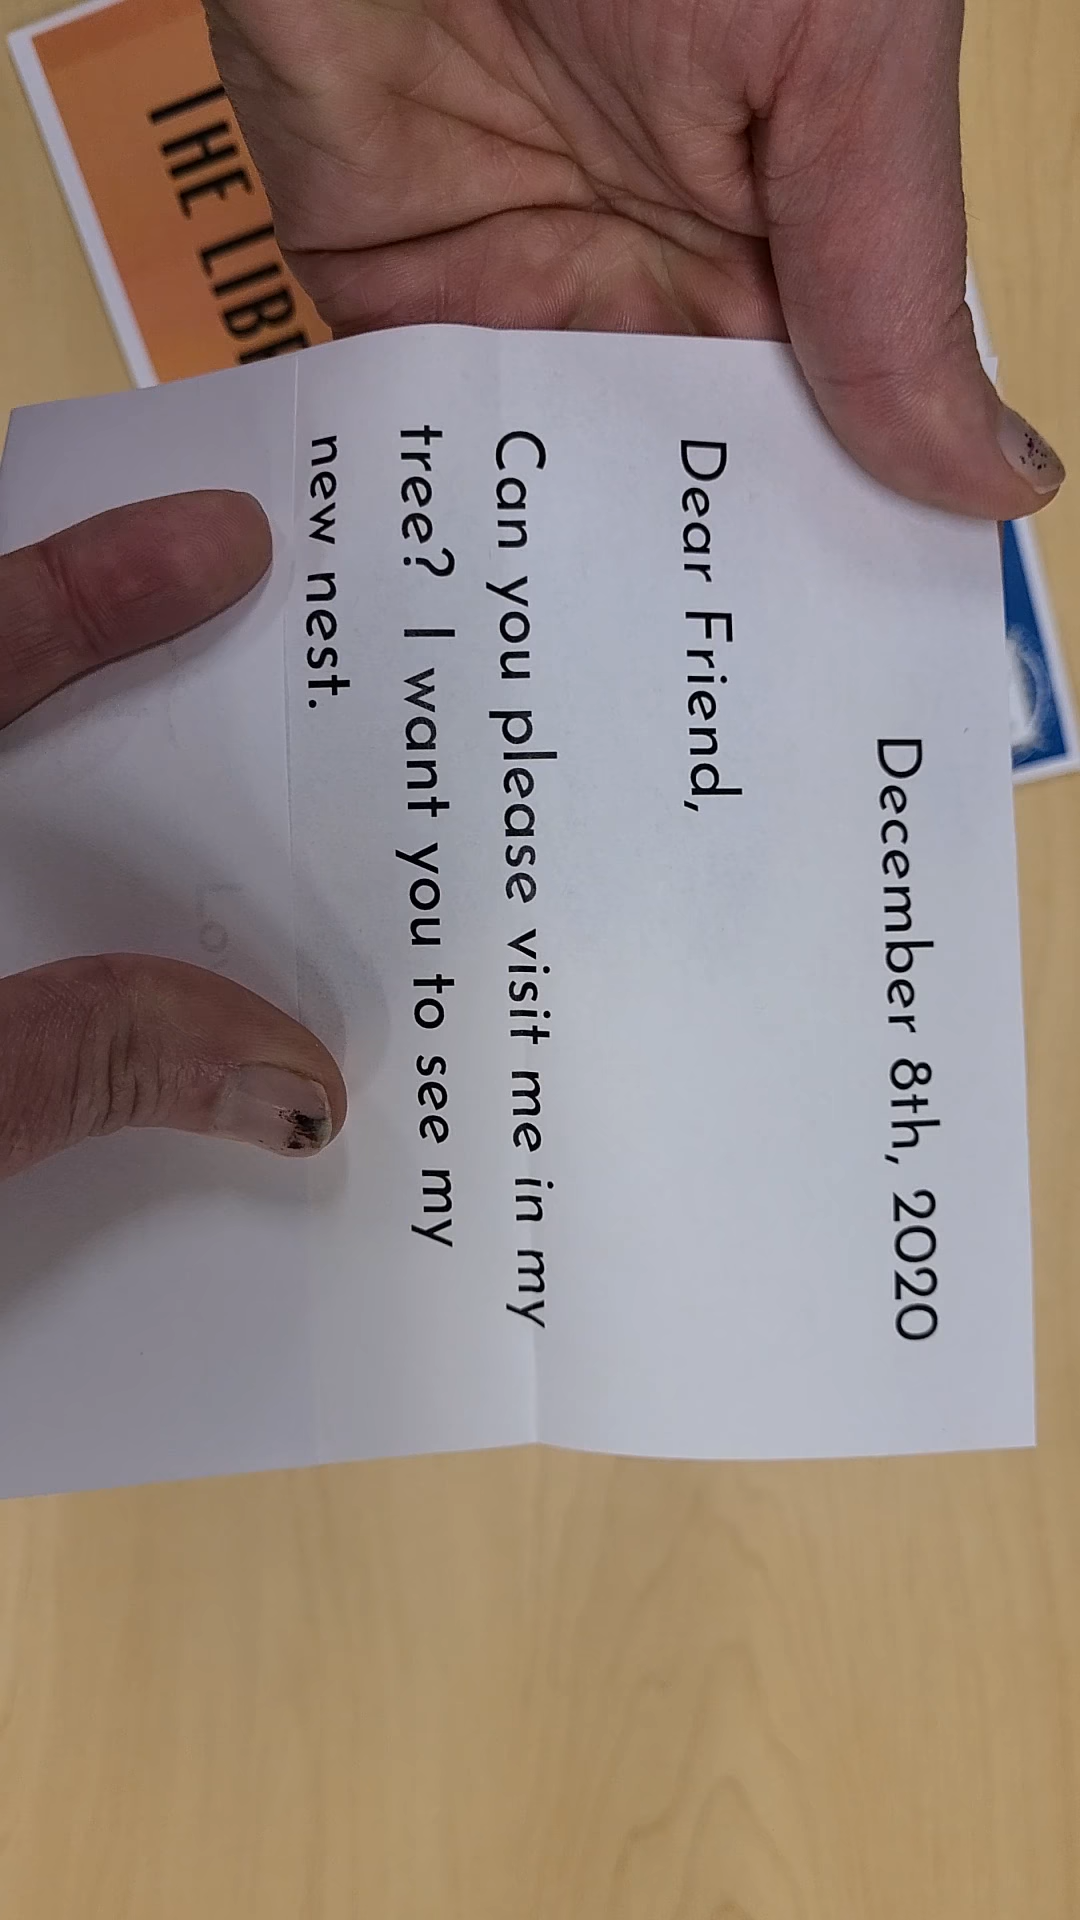 THE
December 8th, 2020
Dear Friend,
Can you please visit me in my
tree? I want you to see my
new nest.